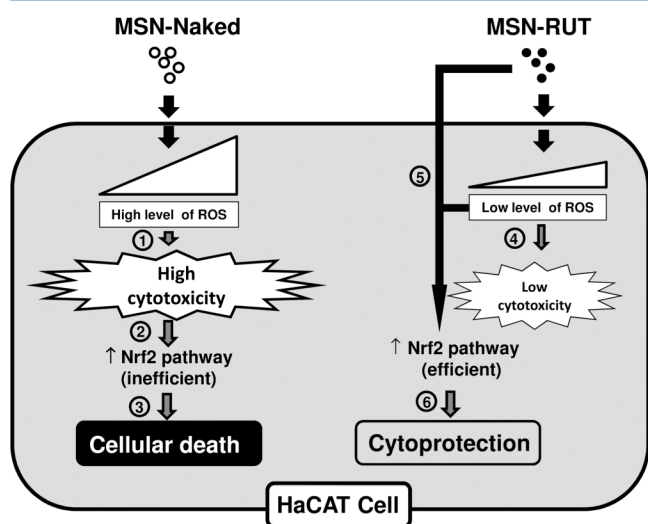 MSN-Naked
MSN-RUT
High level of ROS
①
High
cytotoxicity
②
↑ Nrf2 pathway
(inefficient)
③
Cellular death
⑤
Low level of ROS
④
Low
cytotoxicity
↑ Nrf2 pathway
(efficient)
⑥
Cytoprotection
HaCAT Cell